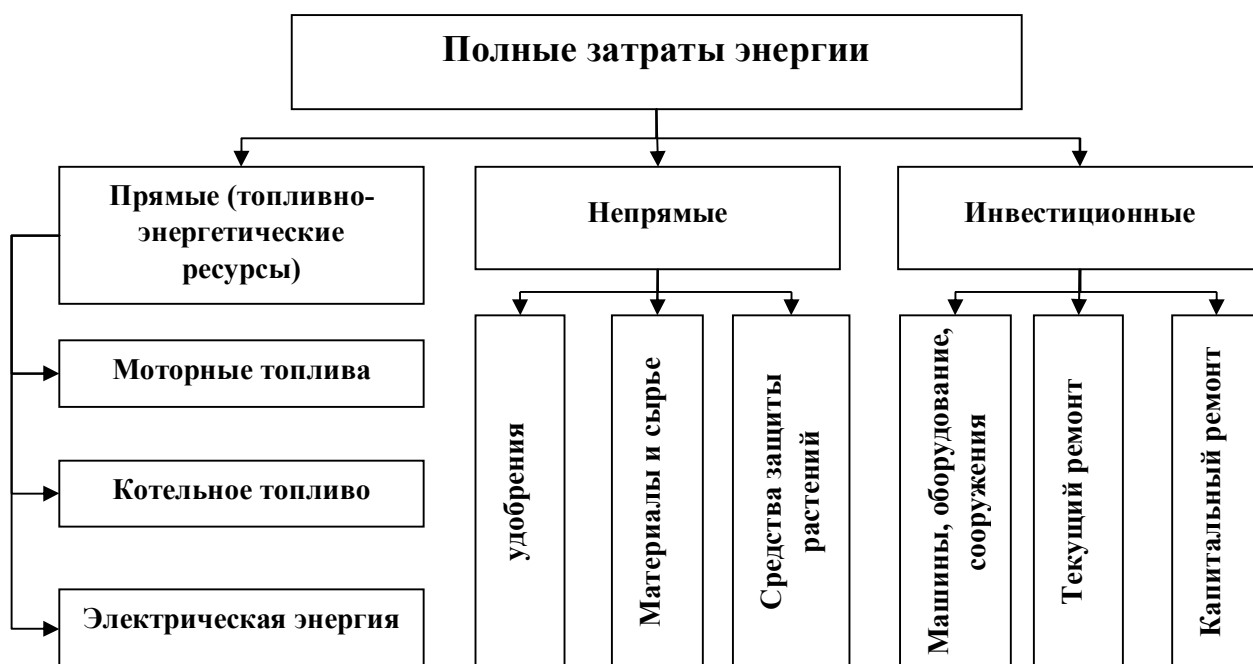 Полные затраты энергии
Прямые (топливно-
энергетические
ресурсы)
Непрямые
Инвестиционные
Моторные топлива
Котельное топливо
Электрическая энергия
удобрения
Материалы и сырье
Средства защиты
растений
Машины, оборудование,
сооружения
Текущий ремонт
Капитальный ремонт